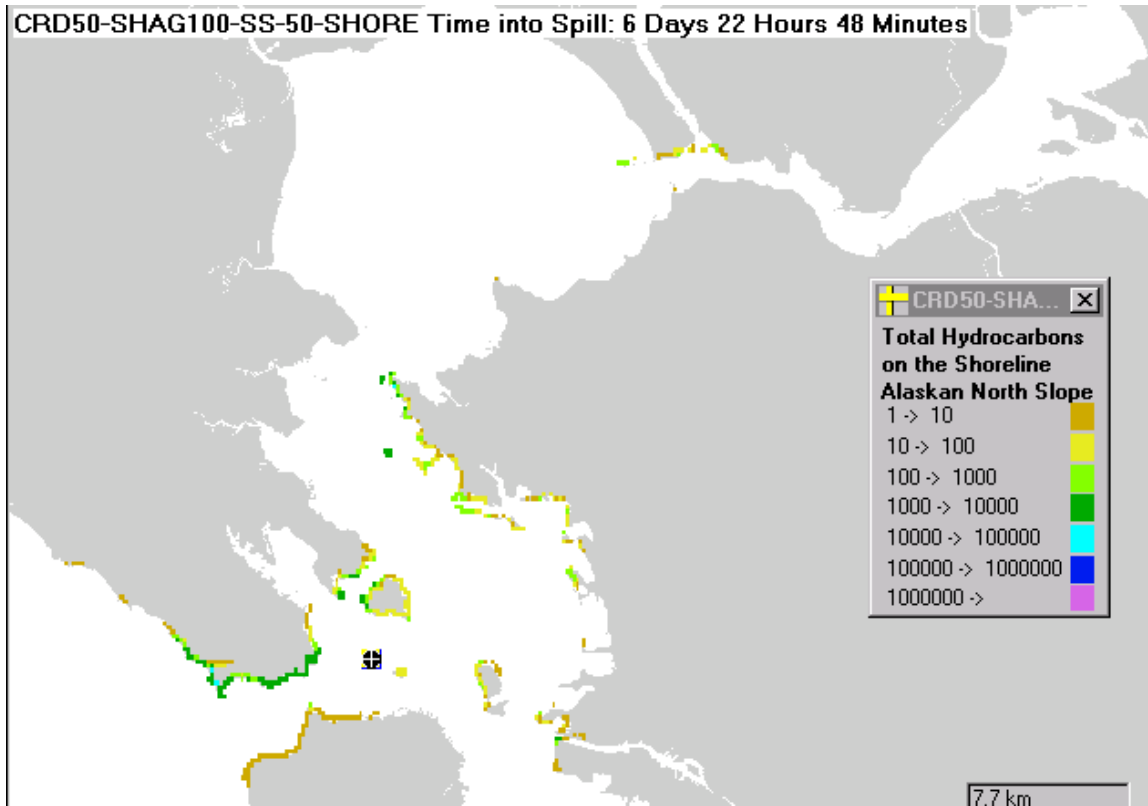 CRD50-SHAG100-SS-50-SHORE Time into Spill: 6 Days 22 Hours 48 Minutes
CRD50-SHA...
Total Hydrocarbons
on the Shoreline
Alaskan North Slope
1 -> 10
10 -> 100
100 -> 1000
1000 -> 10000
10000 -> 100000
100000 -> 1000000
1000000 ->
7.7 km